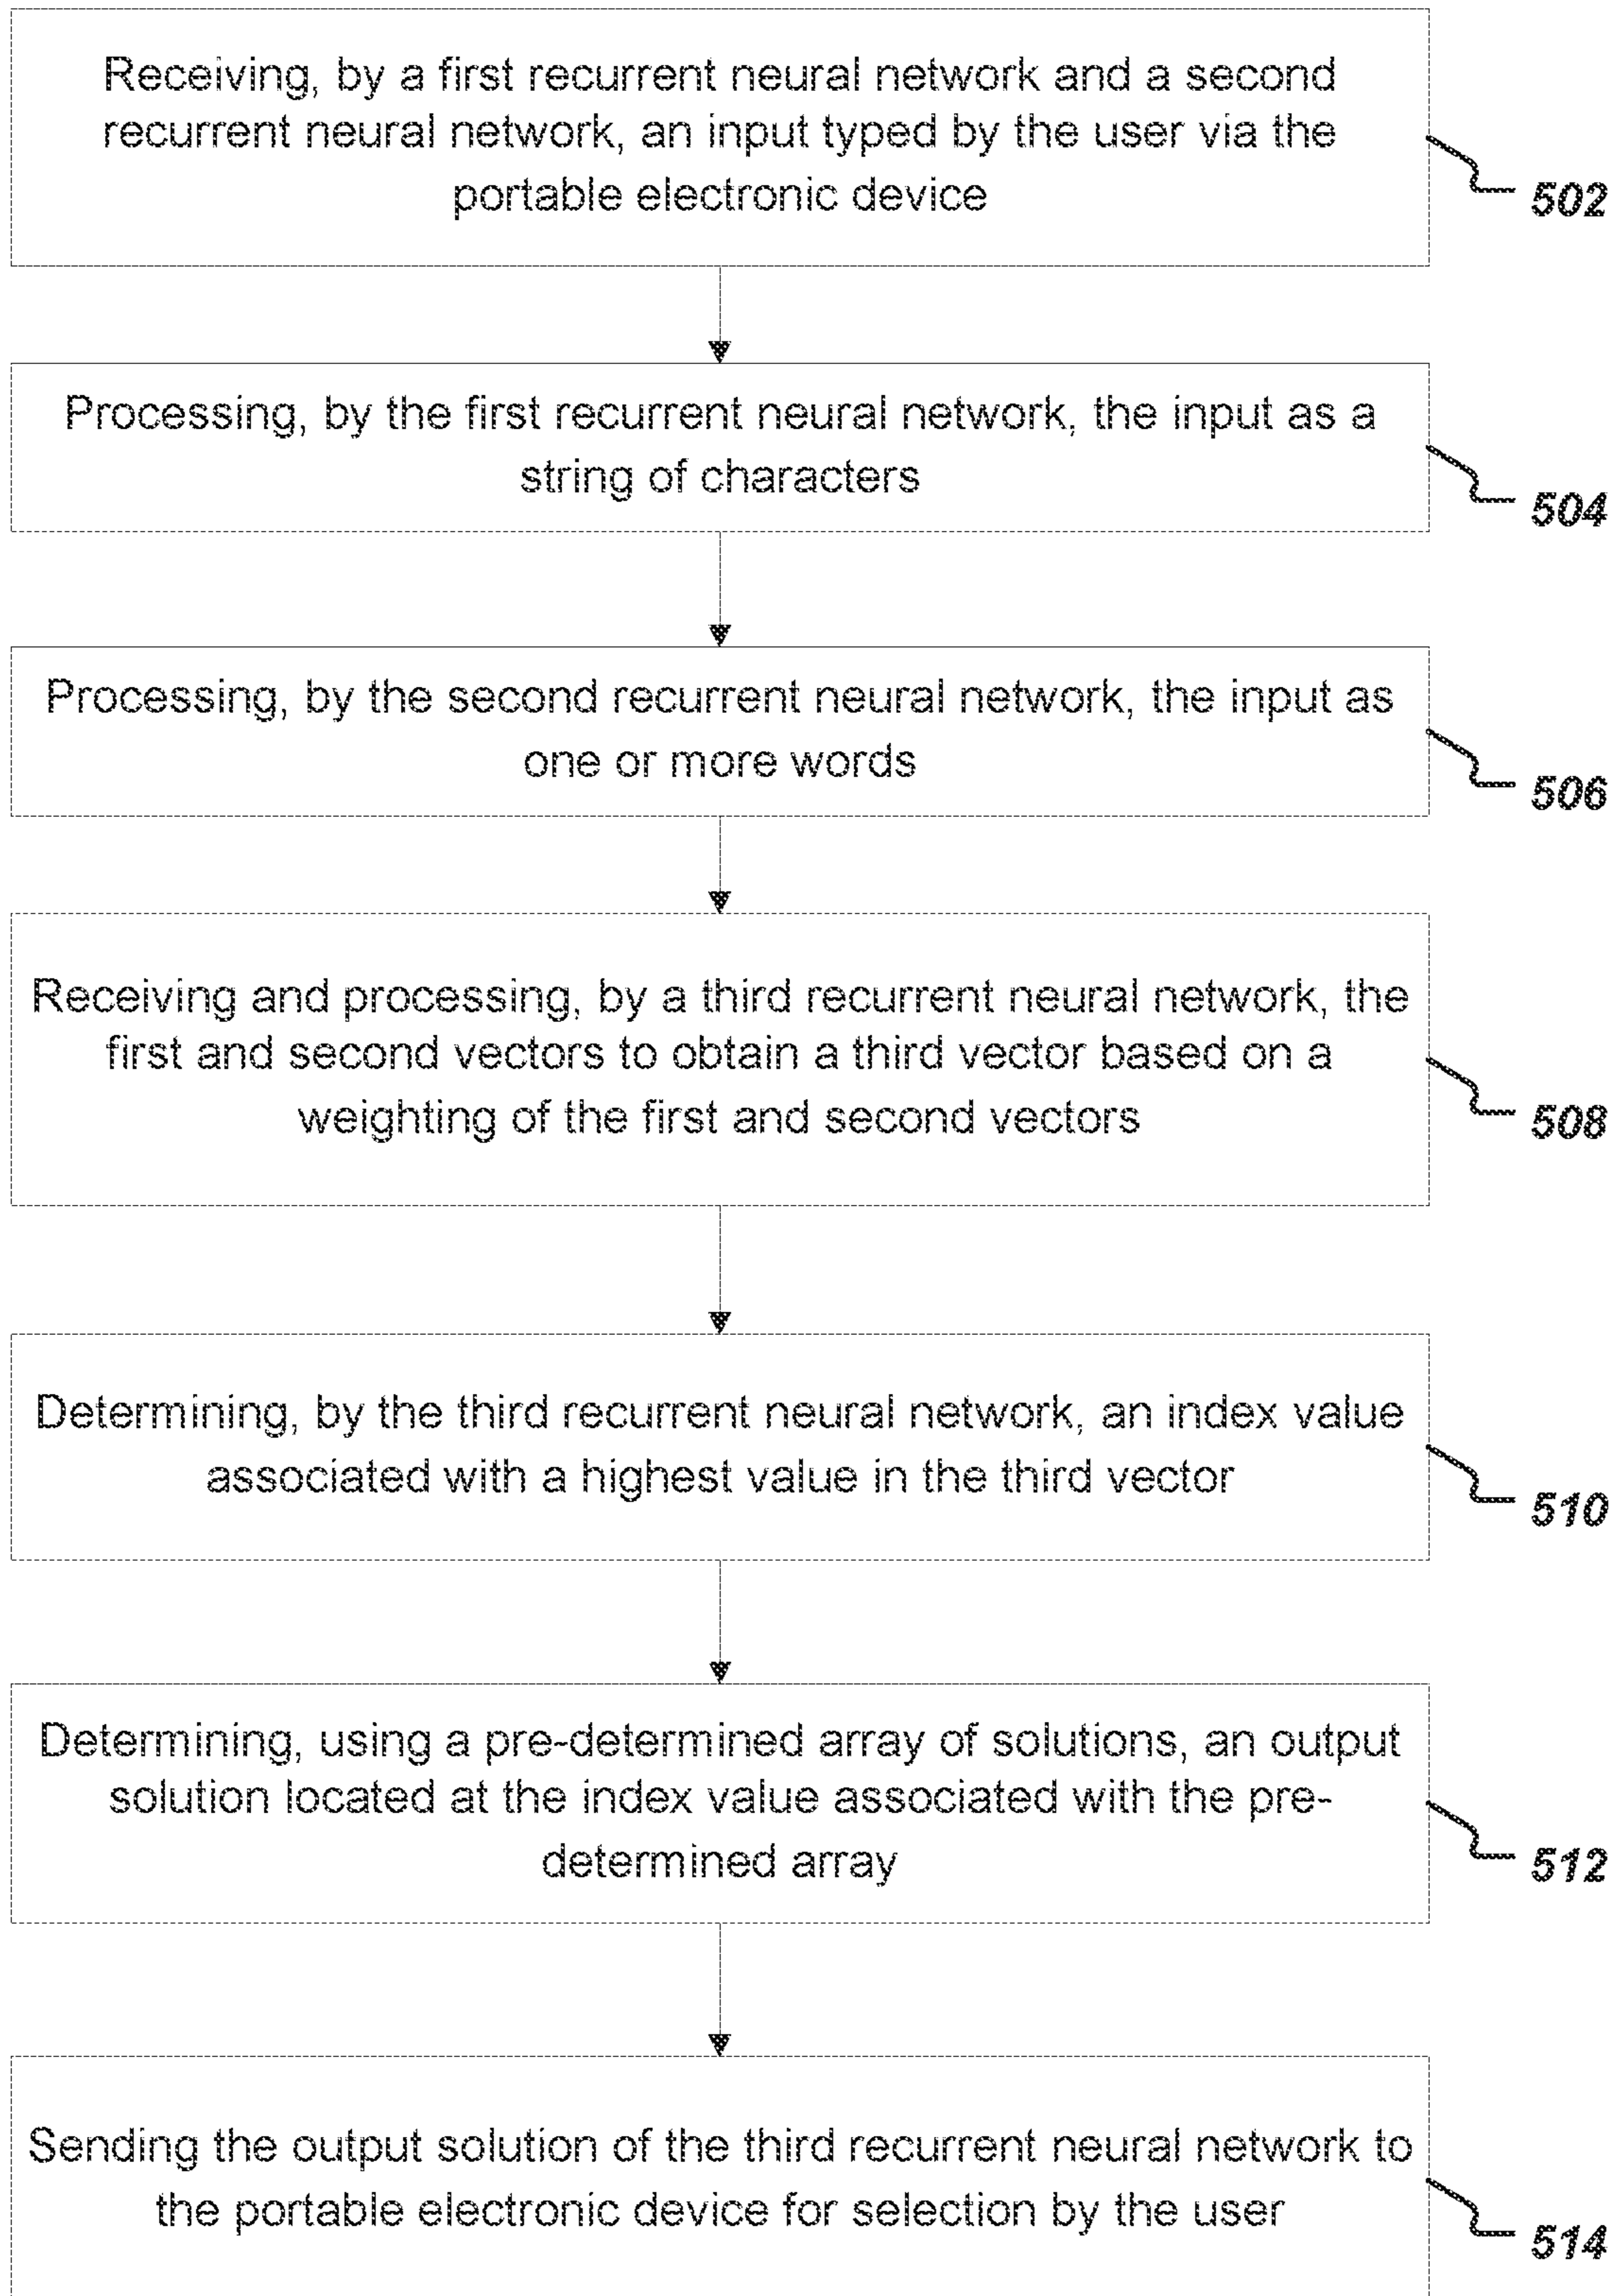 Receiving, by a first recurrent neural network and a second
recurrent neural network, an input typed by the user via the
portable electronic device
502
Processing, by the first recurrent neural network, the input as a
string of characters
504
Processing, by the second recurrent neural network, the input as
one or more words
506
Receiving and processing, by a third recurrent neural network, the
first and second vectors to obtain a third vector based on a
weighting of the first and second vectors
508
Determining, by the third recurrent neural network, an index value
associated with a highest value in the third vector
510
Determining, using a pre-determined array of solutions, an output
solution located at the index value associated with the pre-
determined array
512
Sending the output solution of the third recurrent neural network to
the portable electronic device for selection by the user
514